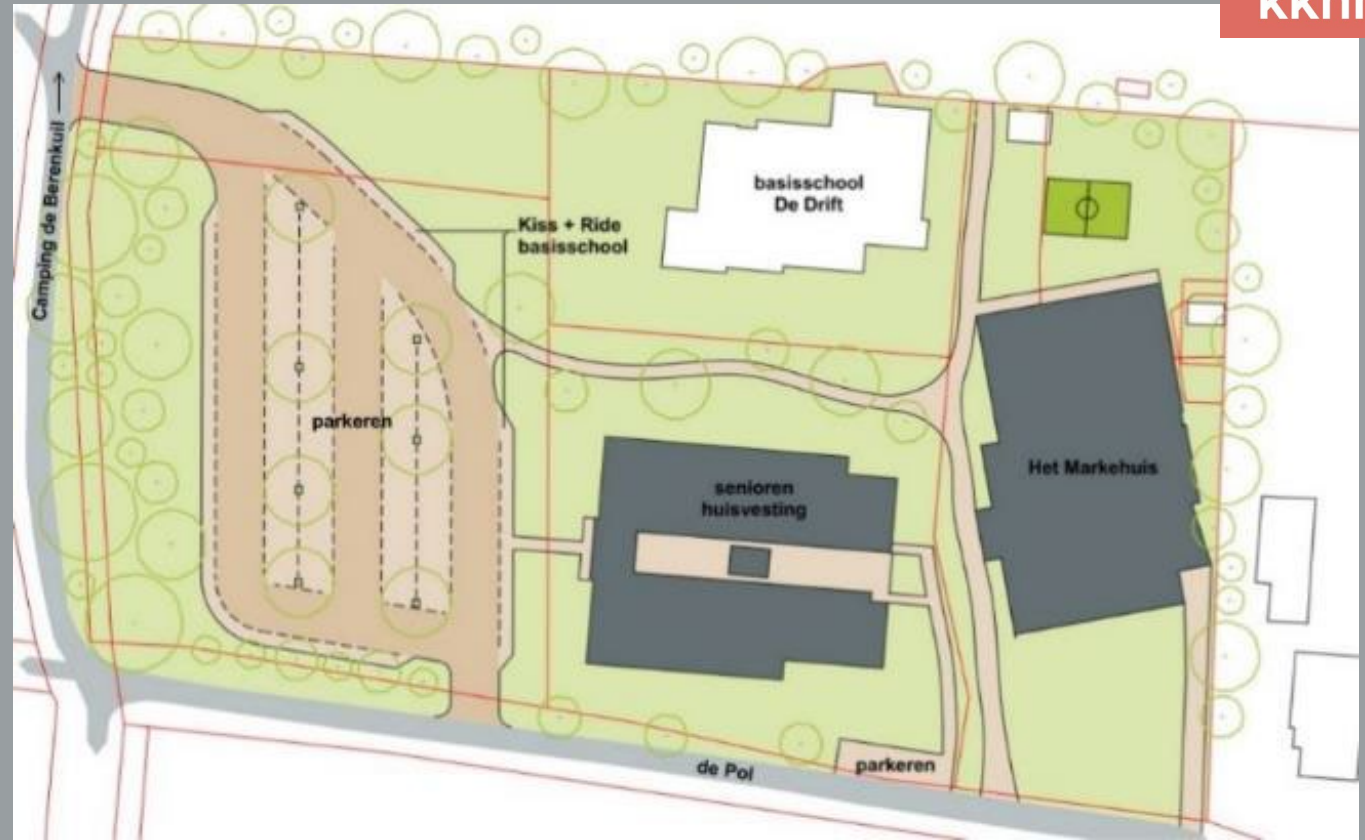 Camping de Berenkuil
basisschool
De Drift
Kiss + Ride
basisschool
parkeren
senioren
huisvesting
Het Markehuis
de Pol
parkeren